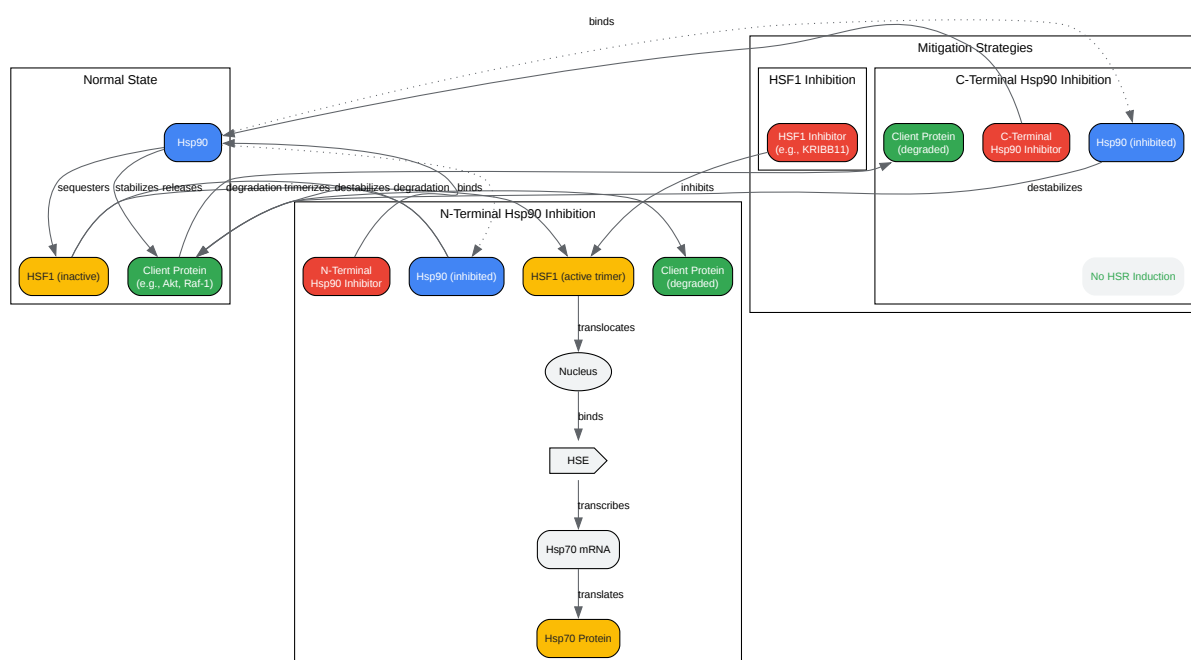 binds
Mitigation Strategies
Normal State
HSF1 Inhibition
C-Terminal Hsp90 Inhibition
Hsp90
HSF1 Inhibitor
(e.g., KRIBB11)
Client Protein
(degraded)
C-Terminal
Hsp90 Inhibitor
Hsp90 (inhibited)
sequesters
stabilizes
releases
degradation
trimerizes
destabilizes
degradation
binds
inhibits
destabilizes
N-Terminal Hsp90 Inhibition
HSF1 (inactive)
Client Protein
(e.g., Akt, Raf-1)
N-Terminal
Hsp90 Inhibitor
Hsp90 (inhibited)
HSF1 (active trimer)
Client Protein
(degraded)
No HSR Induction
translocates
Nucleus
binds
HSE
transcribes
Hsp70 mRNA
translates
Hsp70 Protein